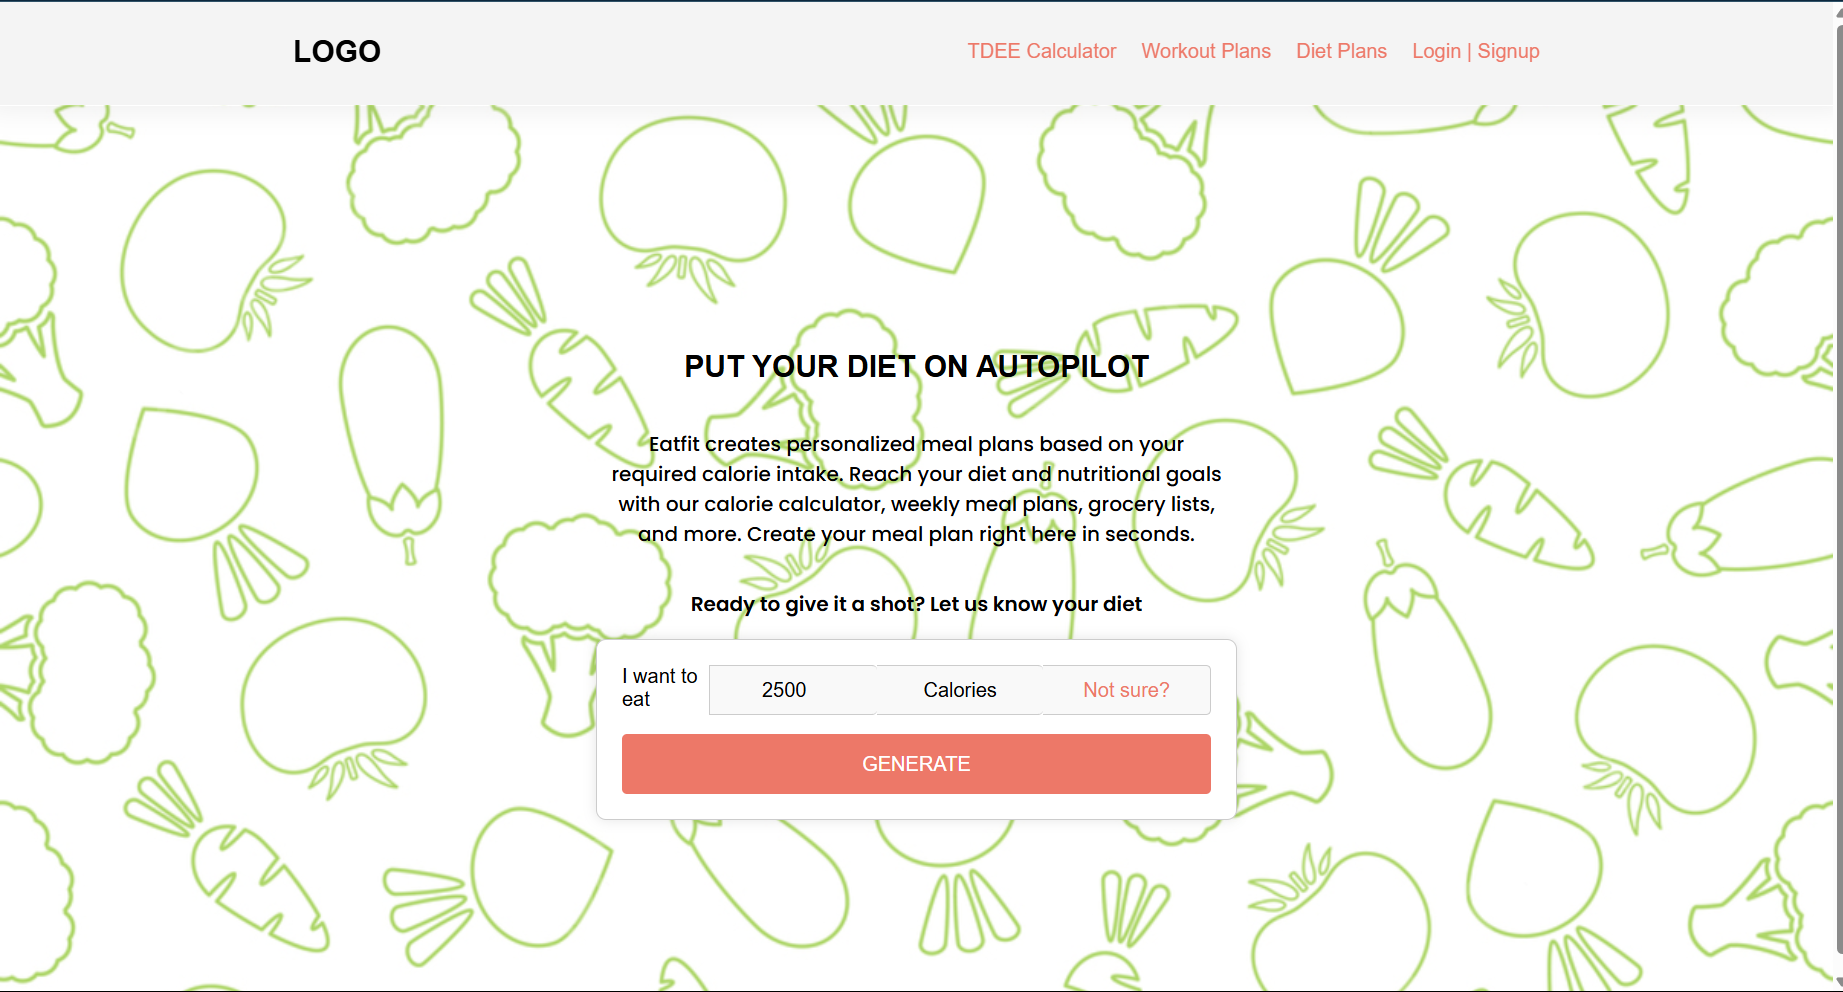 LOGO
TDEE Calculator Workout Plans Diet Plans Login | Signup
PUT YOUR DIET ON AUTOPILOT
Eatfit creates personalized meal plans based on your
required calorie intake. Reach your diet and nutritional goals
with our calorie calculator, weekly meal plans, grocery lists,
and more. Create your meal plan right here in seconds.
Ready to give it a shot? Let us know your diet
I want to
eat
2500 Calories Not sure?
GENERATE